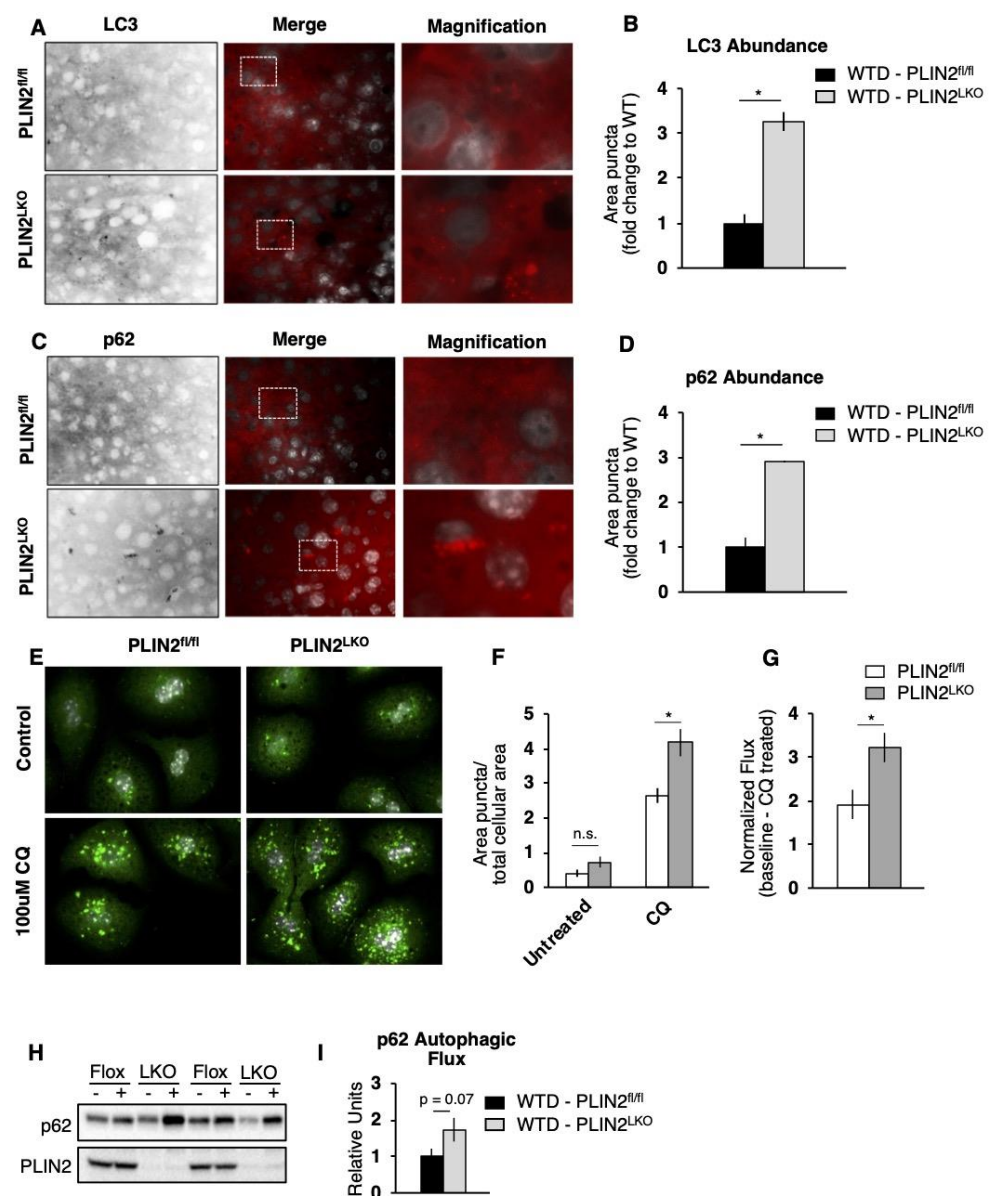 A
LC3
Merge
Magnification
PLIN2fl/fl
PLIN2LKO
B
LC3 Abundance
WTD - PLIN2fl/fl
WTD - PLIN2LKO
Area puncta
(fold change to WT)
4
3
2
1
0
*
C
p62
Merge
Magnification
PLIN2fl/fl
PLIN2LKO
D
p62 Abundance
WTD - PLIN2fl/fl
WTD - PLIN2LKO
Area puncta
(fold change to WT)
4
3
2
1
0
*
E
PLIN2fl/fl
PLIN2LKO
Control
100uM CQ
F
Area puncta/
total cellular area
5
4
3
2
1
0
n.s.
*
Untreated
CQ
G
PLIN2fl/fl
PLIN2LKO
Normalized Flux
(baseline - CQ treated)
4
3
2
1
0
*
H
Flox LKO Flox LKO
- + - + - + - +
p62
PLIN2
I
p62 Autophagic
Flux
WTD - PLIN2fl/fl
WTD - PLIN2LKO
Relative Units
3
2
1
0
p = 0.07